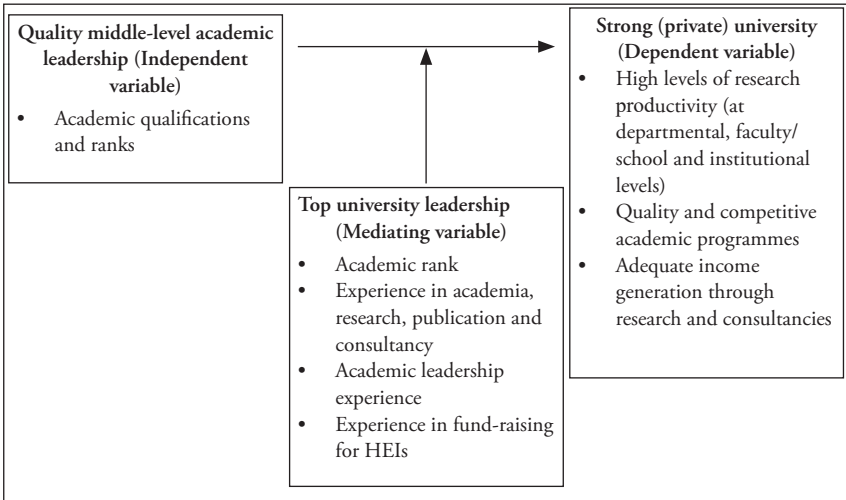 Quality middle-level academic
leadership (Independent
variable)
• Academic qualifications
and ranks
Top university leadership
(Mediating variable)
• Academic rank
• Experience in academia,
research, publication and
consultancy
• Academic leadership
experience
• Experience in fund-raising
for HEIs
Strong (private) university
(Dependent variable)
• High levels of research
productivity (at
departmental, faculty/
school and institutional
levels)
• Quality and competitive
academic programmes
• Adequate income
generation through
research and consultancies